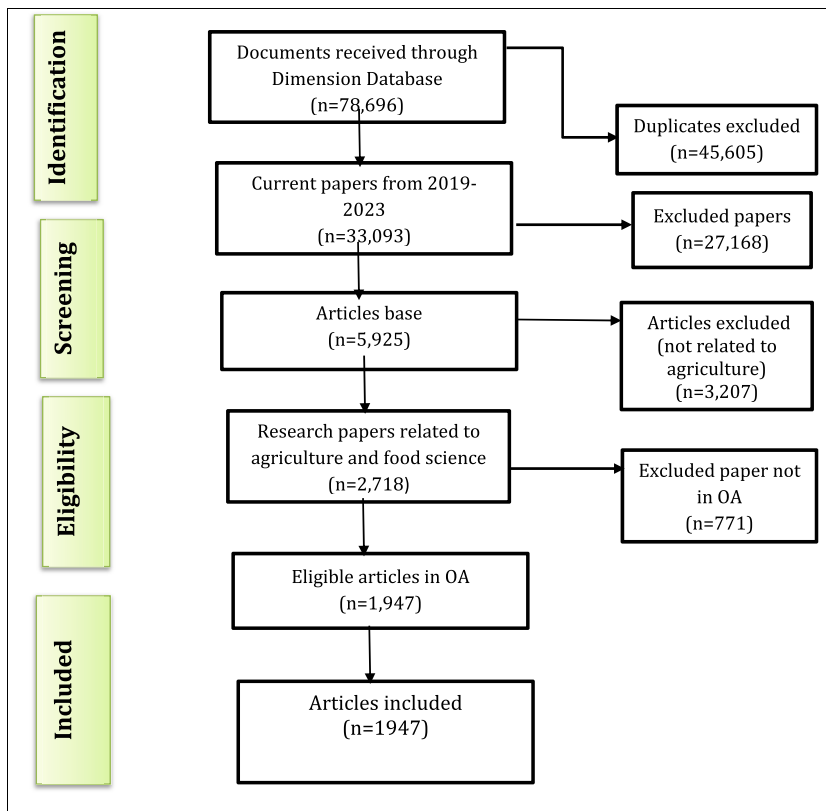 Identification
Documents received through
Dimension Database
(n=78,696)
Duplicates excluded
(n=45,605)
Current papers from 2019-
2023
(n=33,093)
Excluded papers
(n=27,168)
Screening
Articles base
(n=5,925)
Articles excluded
(not related to
agriculture)
(n=3,207)
Eligibility
Research papers related to
agriculture and food science
(n=2,718)
Excluded paper not
in OA
(n=771)
Eligible articles in OA
(n=1,947)
Included
Articles included
(n=1947)